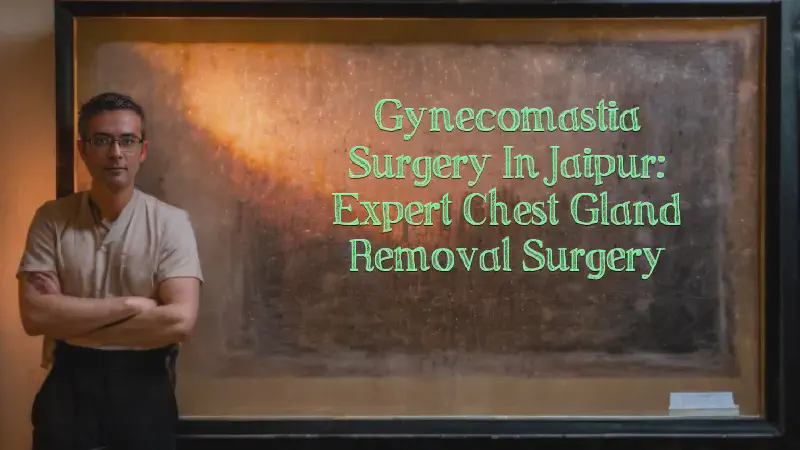 Gynecomastia
Surgery In Jaipur:
Expert Chest Gland
Removal Surgery